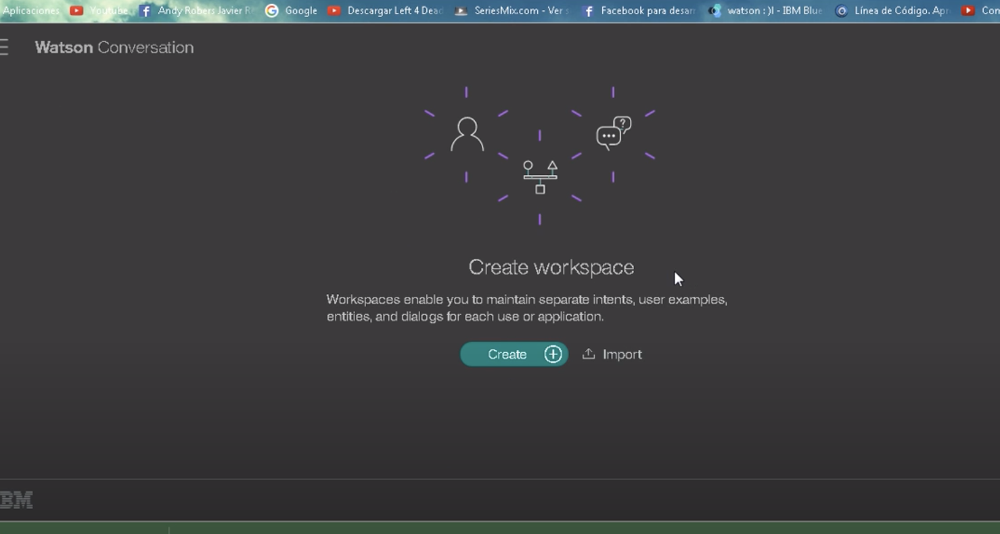 Aplicaciones Youtube Andy Robers Javier R Google Descargar Left 4 Dead SeriesMix.com - Ver s Facebook para desarr watson : )| - IBM Blue Línea de Código. Apr Con
Watson Conversation
?
Create workspace
Workspaces enable you to maintain separate intents, user examples,
entities, and dialogs for each use or application.
Create Import
IBM